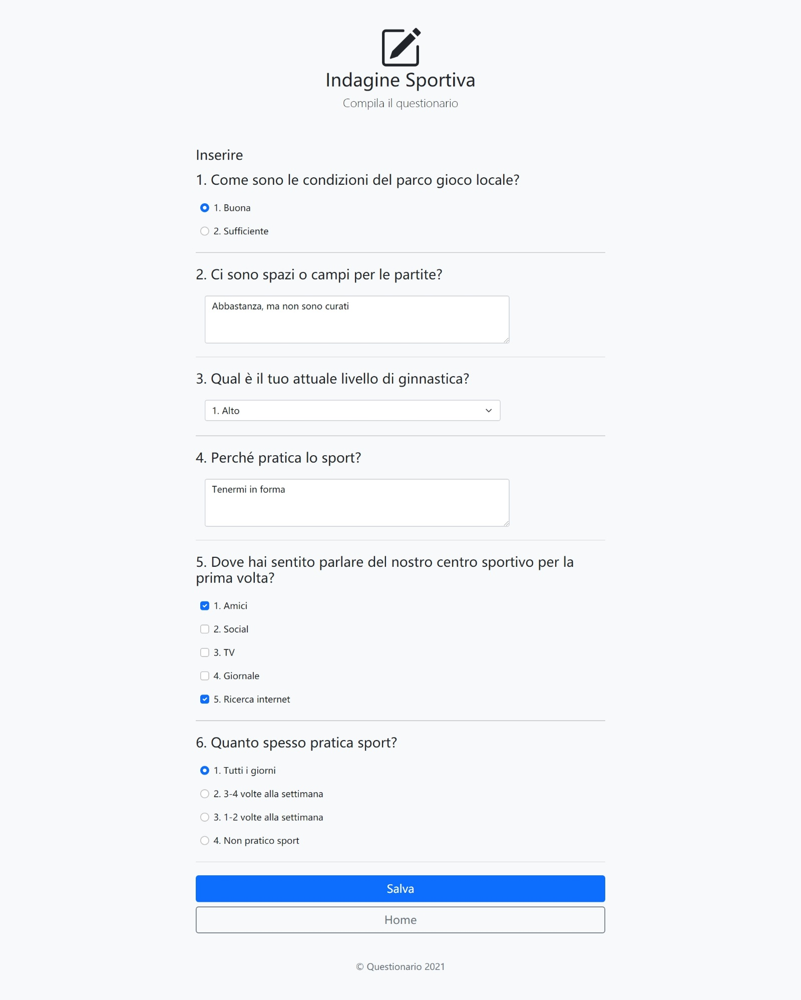 Indagine Sportiva
Compila il questionario
Inserire
1. Come sono le condizioni del parco gioco locale?
1. Buona
2. Sufficiente
2. Ci sono spazi o campi per le partite?
Abbastanza, ma non sono curati
3. Qual è il tuo attuale livello di ginnastica?
1. Alto
4. Perché pratica lo sport?
Tenermi in forma
5. Dove hai sentito parlare del nostro centro sportivo per la
prima volta?
1. Amici
2. Social
3. TV
4. Giornale
5. Ricerca internet
6. Quanto spesso pratica sport?
1. Tutti i giorni
2. 3-4 volte alla settimana
3. 1-2 volte alla settimana
4. Non pratico sport
Salva
Home
© Questionario 2021